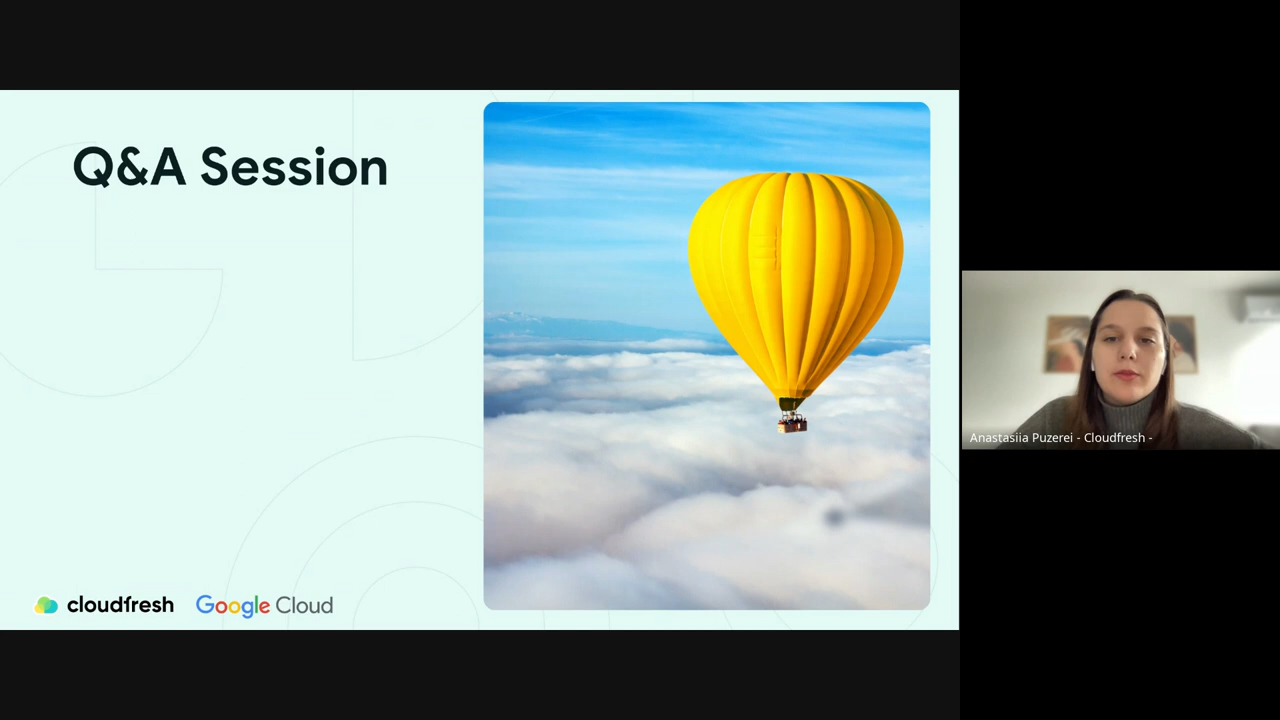 Q&A Session
cloudfresh Google Cloud
Anastasiia Puzerei - Cloudfresh -